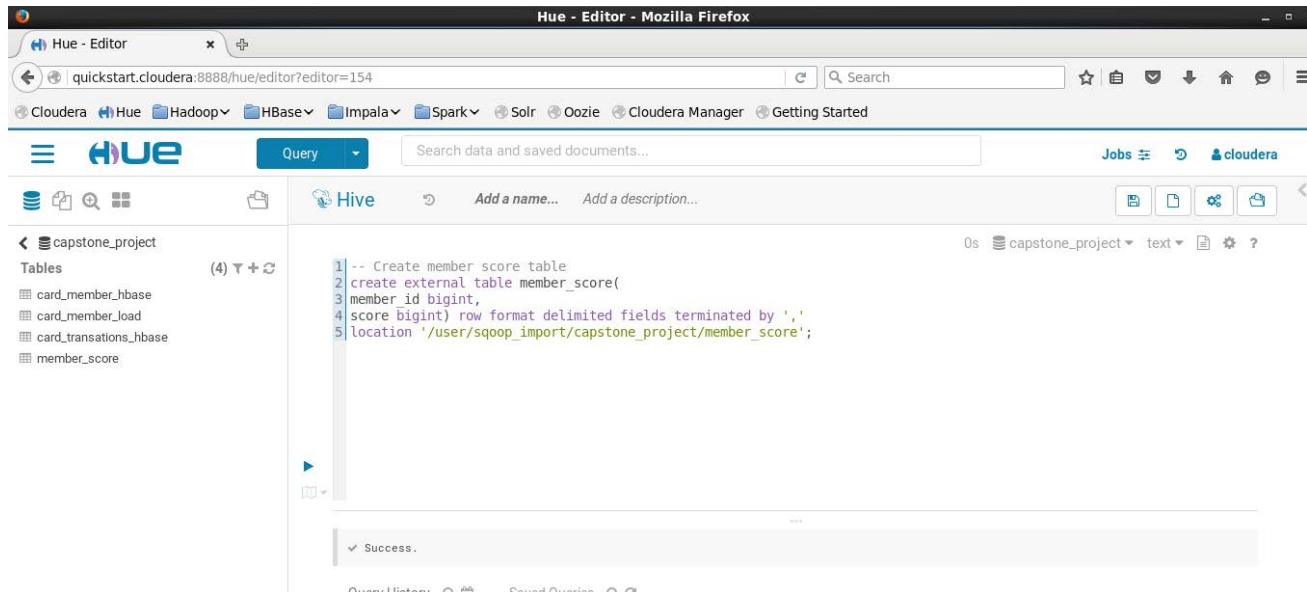 Hue - Editor - Mozilla Firefox
Hue - Editor
quickstart.cloudera:8888/hue/editor?editor=154
Search
Cloudera Hue Hadoop HBase Impala Spark Solr Oozie Cloudera Manager Getting Started
HUE Query Search data and saved documents... Jobs cloudera
Hive Add a name... Add a description...
capstone_project
0s capstone_project text ?
Tables (4)
card_member_hbase
card_member_load
card_transations_hbase
member_score
1 -- Create member score table
2 create external table member_score(
3 member_id bigint,
4 score bigint) row format delimited fields terminated by ','
5 location '/user/sqoop_import/capstone_project/member_score';
Success.
Query History Saved Queries